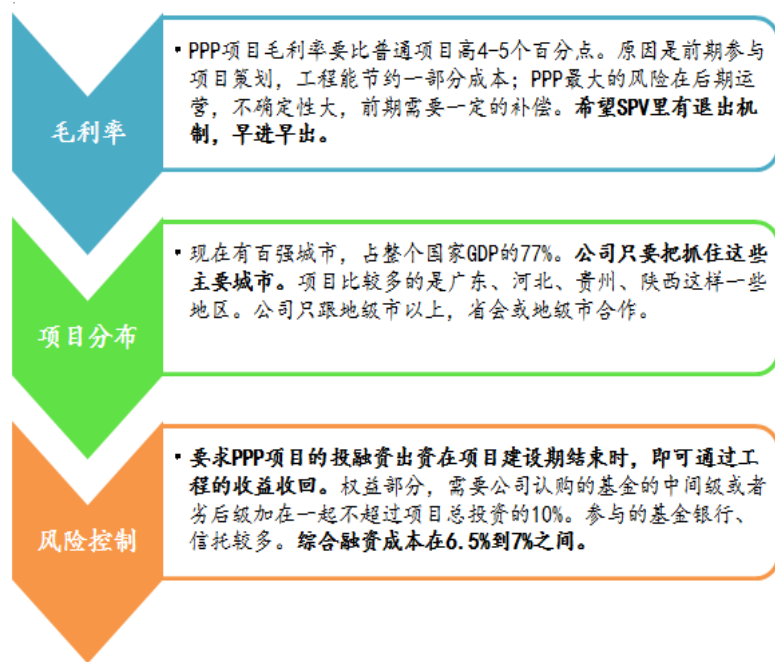 毛利率
▪ PPP项目毛利率要比普通项目高4-5个百分点。原因是前期参与
项目策划，工程能节约一部分成本；PPP最大的风险在后期运
营，不确定性大，前期需要一定的补偿。希望SPV里有退出机
制，早进早出。
项目分布
▪ 现在有百强城市，占整个国家GDP的77%。公司只要把抓住这些
主要城市。项目比较多的是广东、河北、贵州、陕西这样一些
地区。公司只跟地级市以上，省会或地级市合作。
风险控制
▪ 要求PPP项目的投融资出资在项目建设期结束时，即可通过工
程的收益收回。权益部分，需要公司认购的基金的中间级或者
劣后级加在一起不超过项目总投资的10%。参与的基金银行、
信托较多。综合融资成本在6.5%到7%之间。